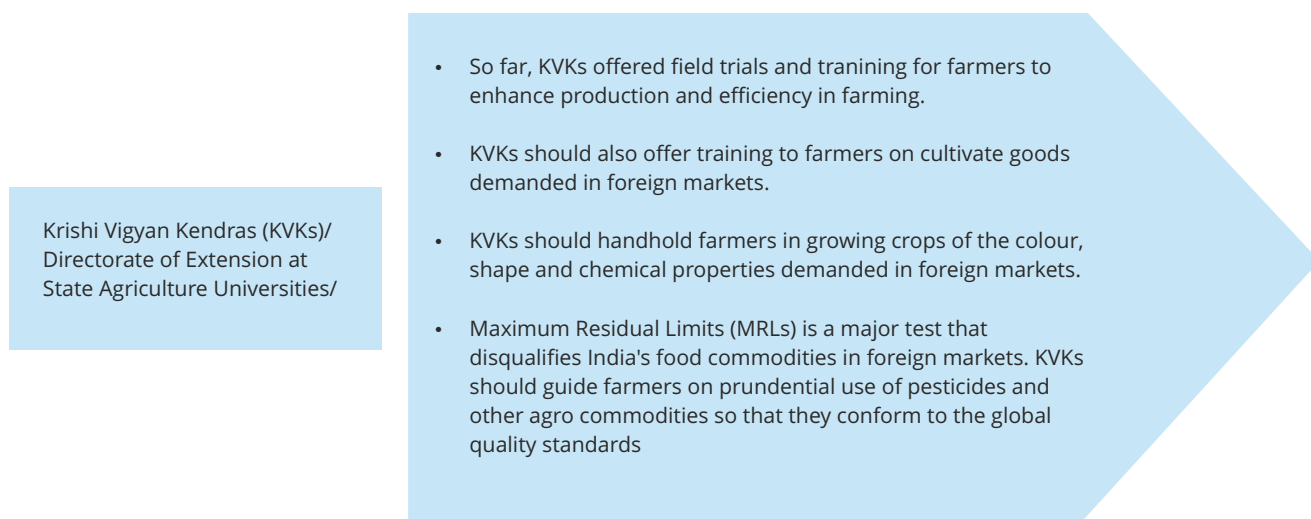 Krishi Vigyan Kendras (KVKs)/
Directorate of Extension at
State Agriculture Universities/
• So far, KVKs offered field trials and tranining for farmers to
enhance production and efficiency in farming.
• KVKs should also offer training to farmers on cultivate goods
demanded in foreign markets.
• KVKs should handhold farmers in growing crops of the colour,
shape and chemical properties demanded in foreign markets.
• Maximum Residual Limits (MRLs) is a major test that
disqualifies India's food commodities in foreign markets. KVKs
should guide farmers on prundential use of pesticides and
other agro commodities so that they conform to the global
quality standards